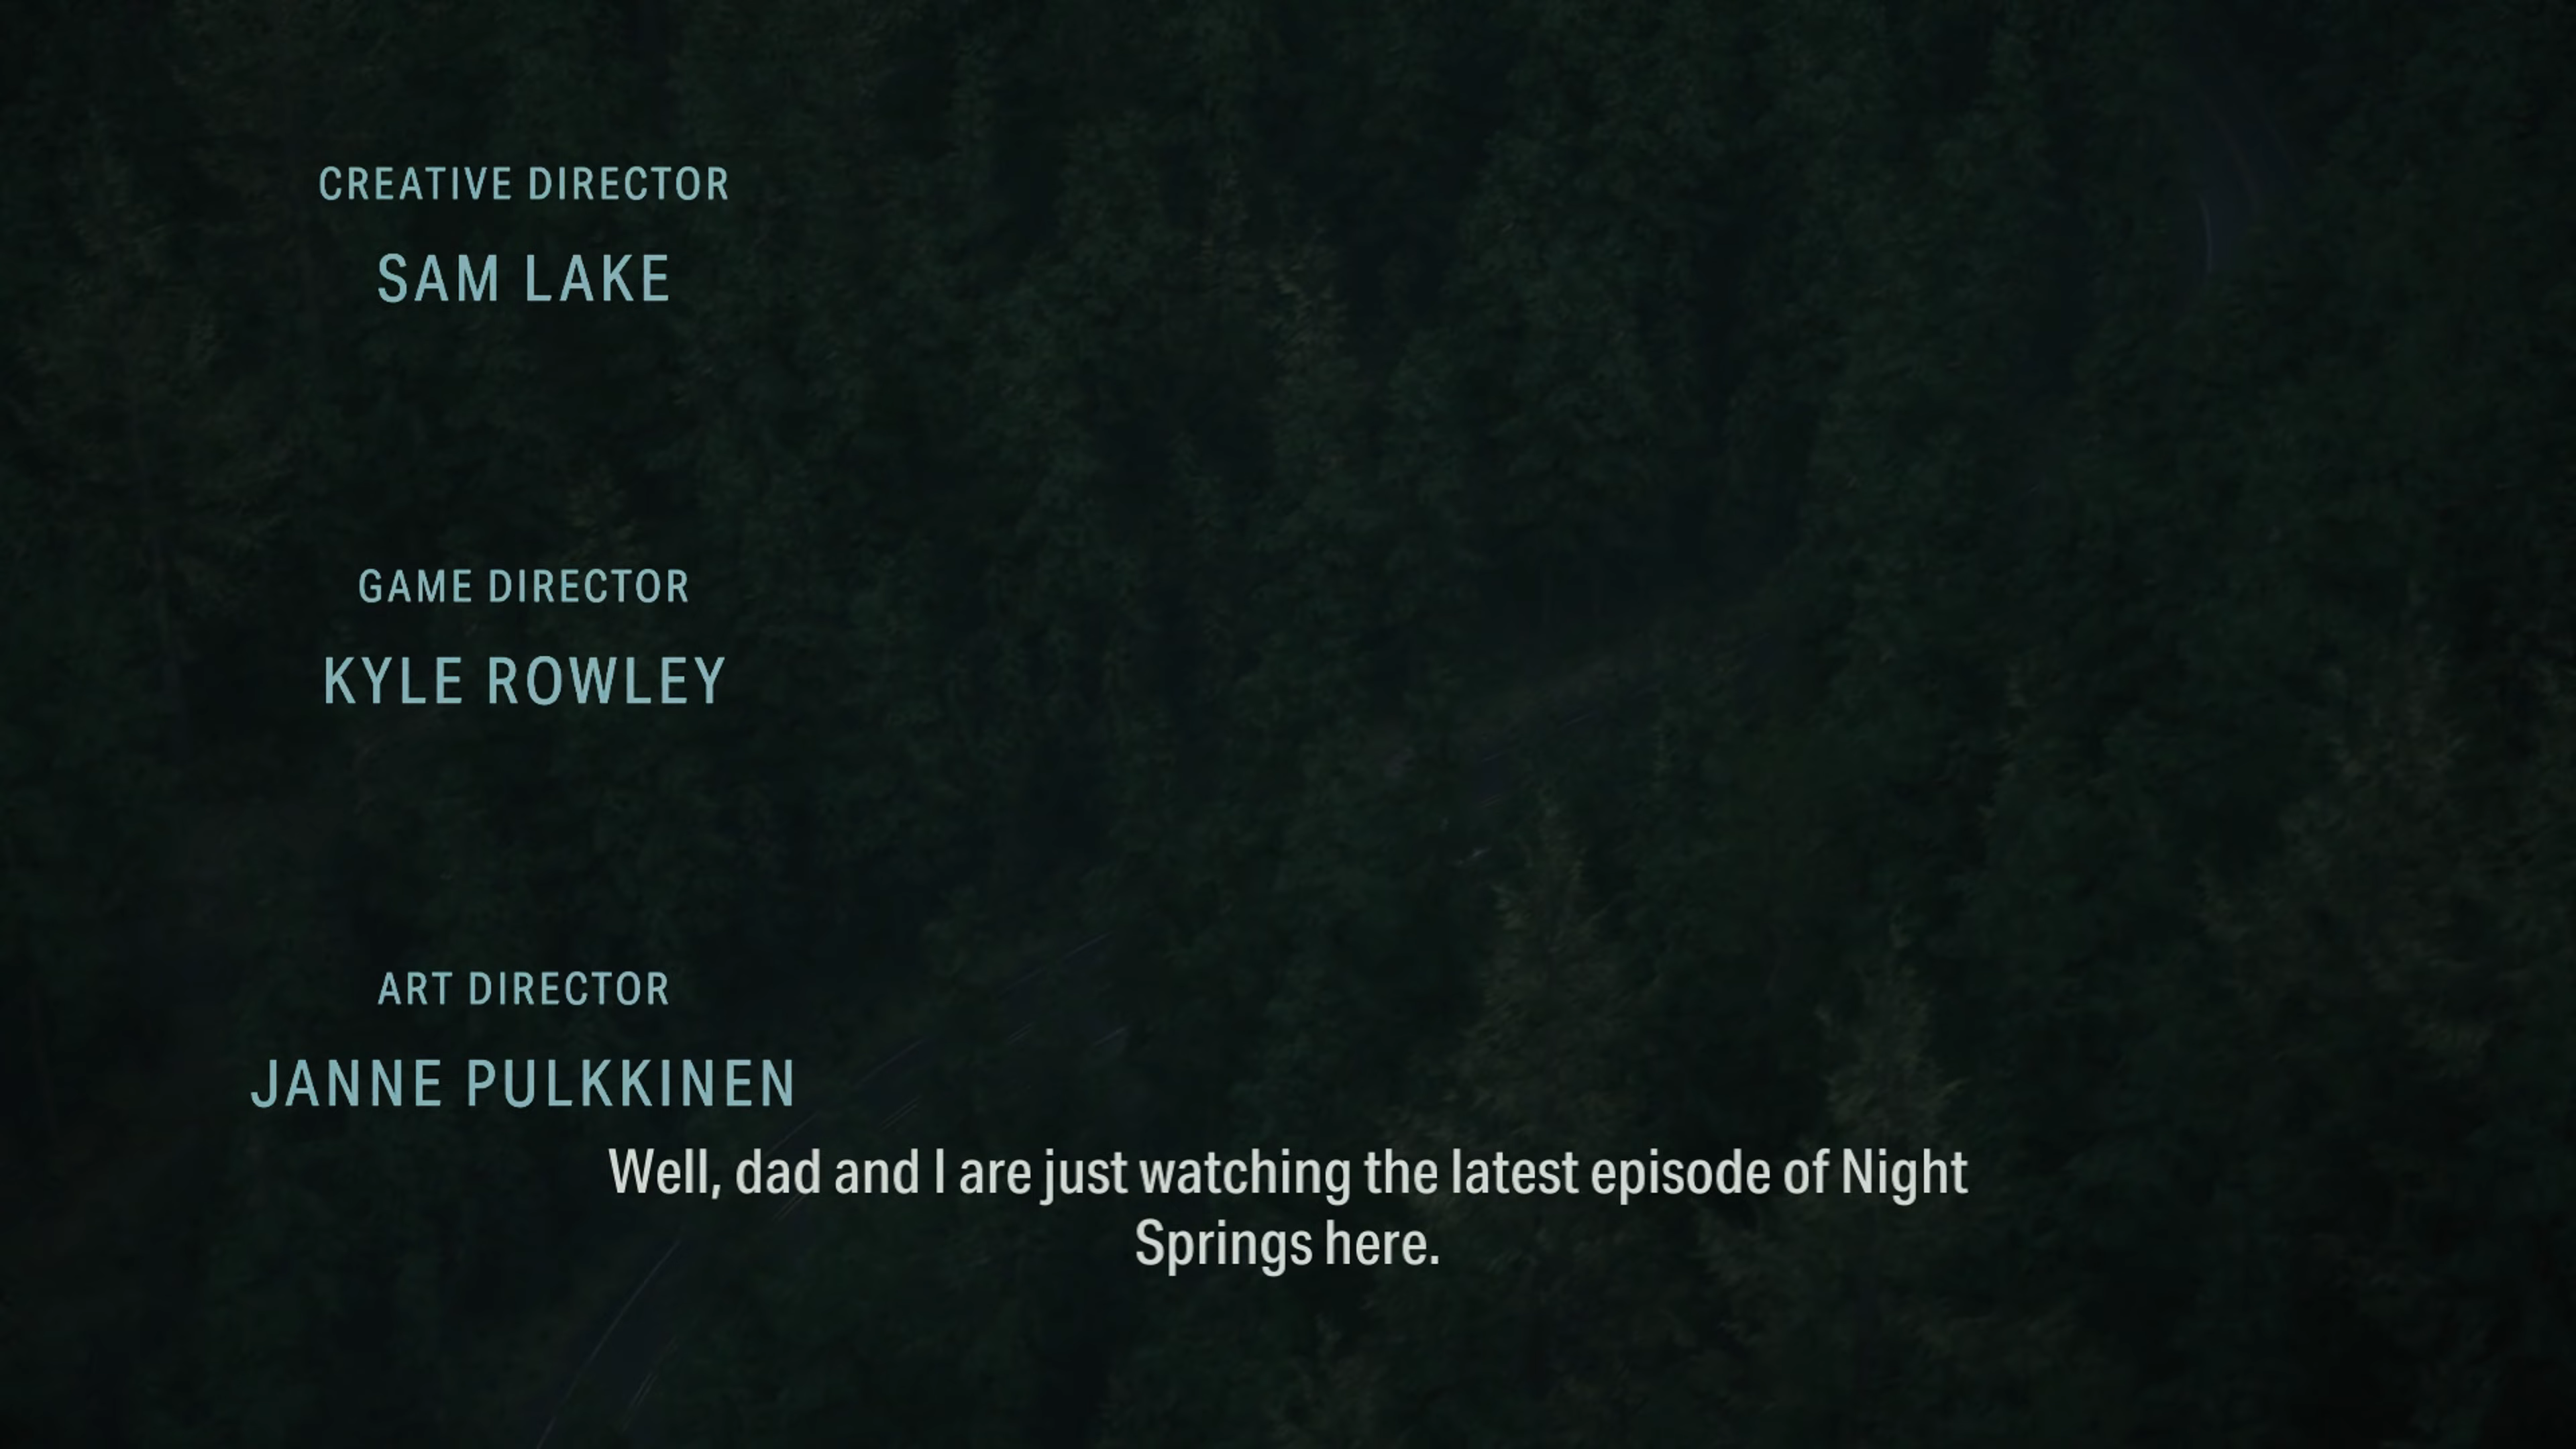 CREATIVE DIRECTOR
SAM LAKE
GAME DIRECTOR
KYLE ROWLEY
ART DIRECTOR
JANNE PULKKINEN
Well, dad and I are just watching the latest episode of Night
Springs here.